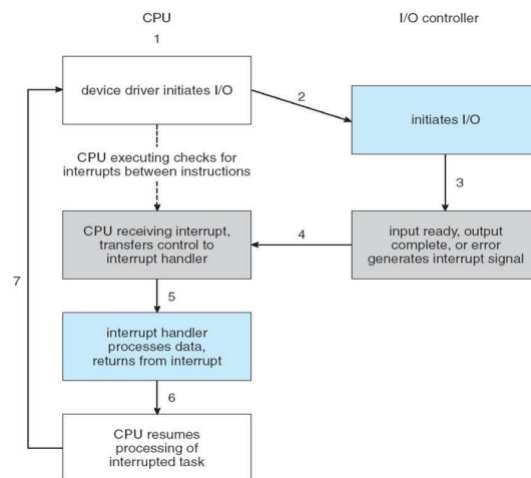 CPU
I/O controller
1
device driver initiates I/O
2
initiates I/O
CPU executing checks for
interrupts between instructions
3
CPU receiving interrupt,
transfers control to
interrupt handler
4
input ready, output
complete, or error
generates interrupt signal
7
5
interrupt handler
processes data,
returns from interrupt
6
CPU resumes
processing of
interrupted task